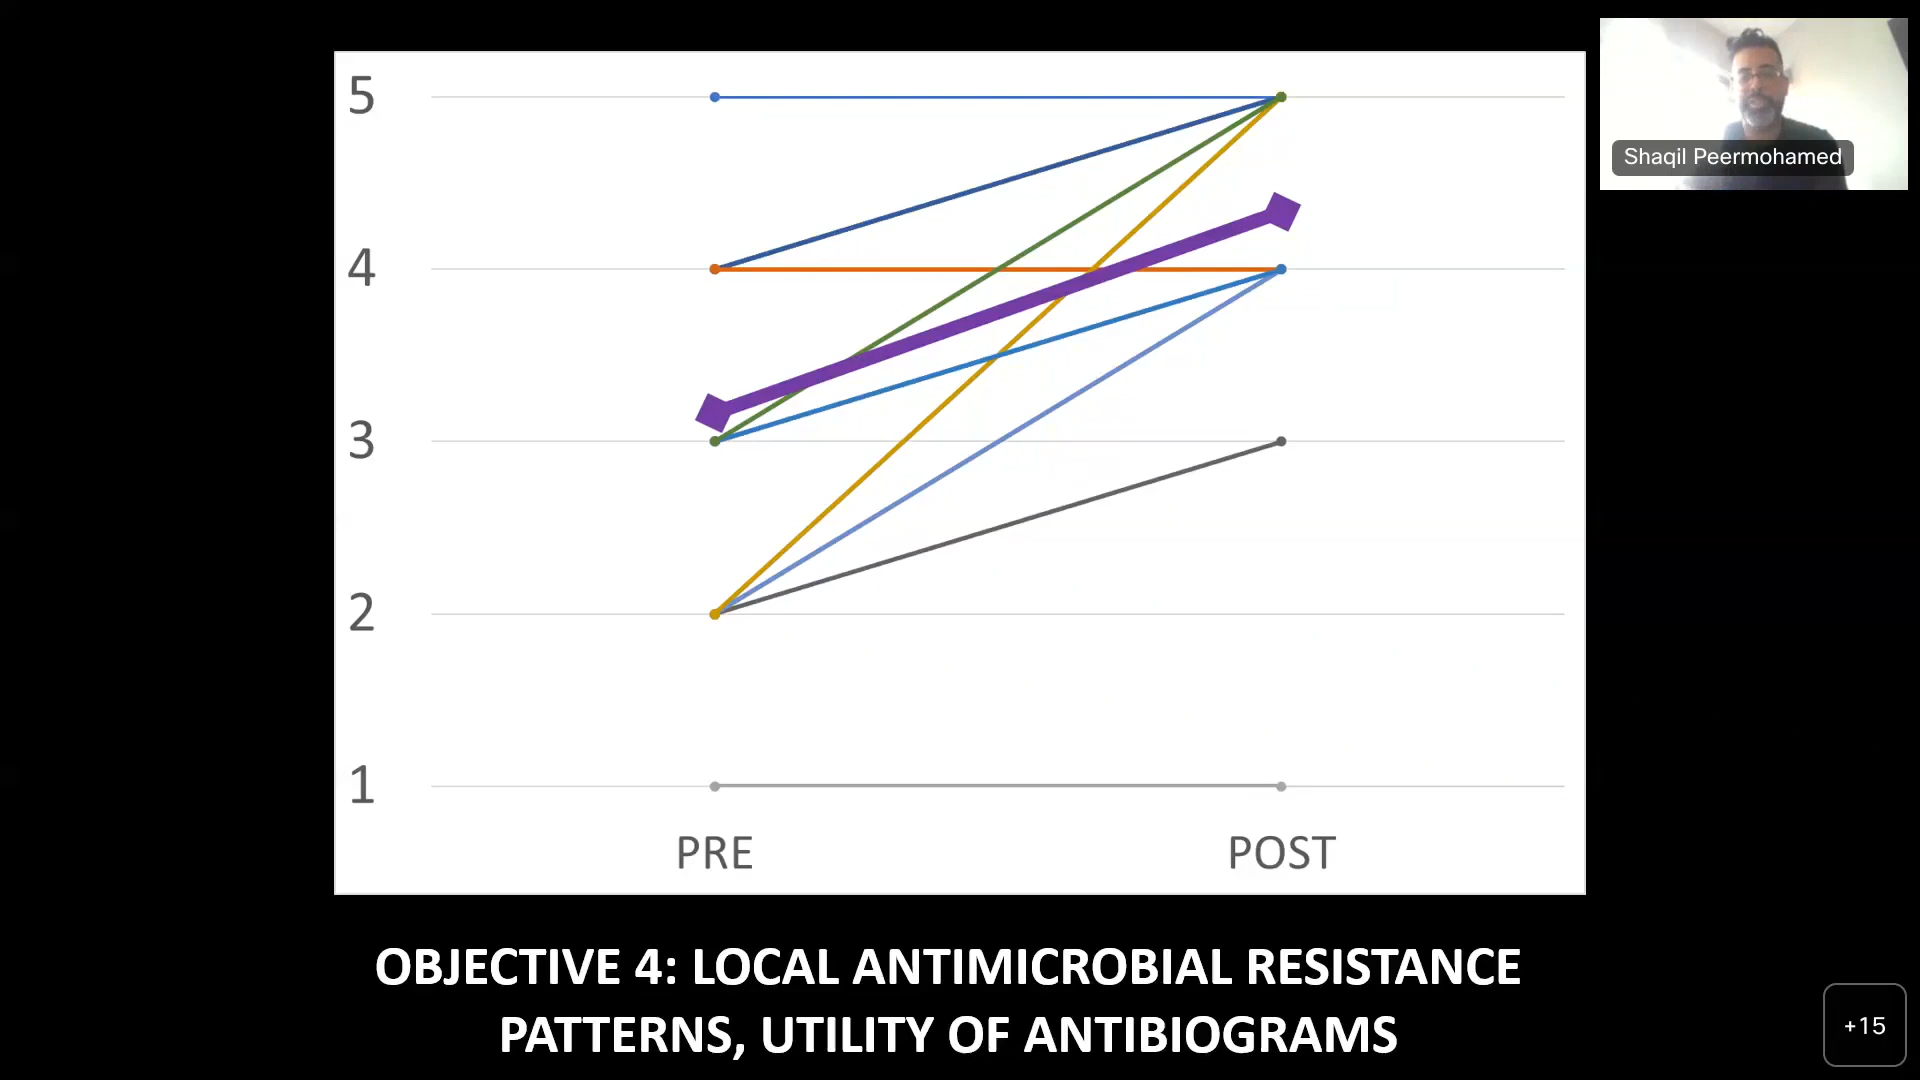 Shaqil Peermohamed
5
4
3
2
1
PRE POST
OBJECTIVE 4: LOCAL ANTIMICROBIAL RESISTANCE
PATTERNS, UTILITY OF ANTIBIOGRAMS
+15